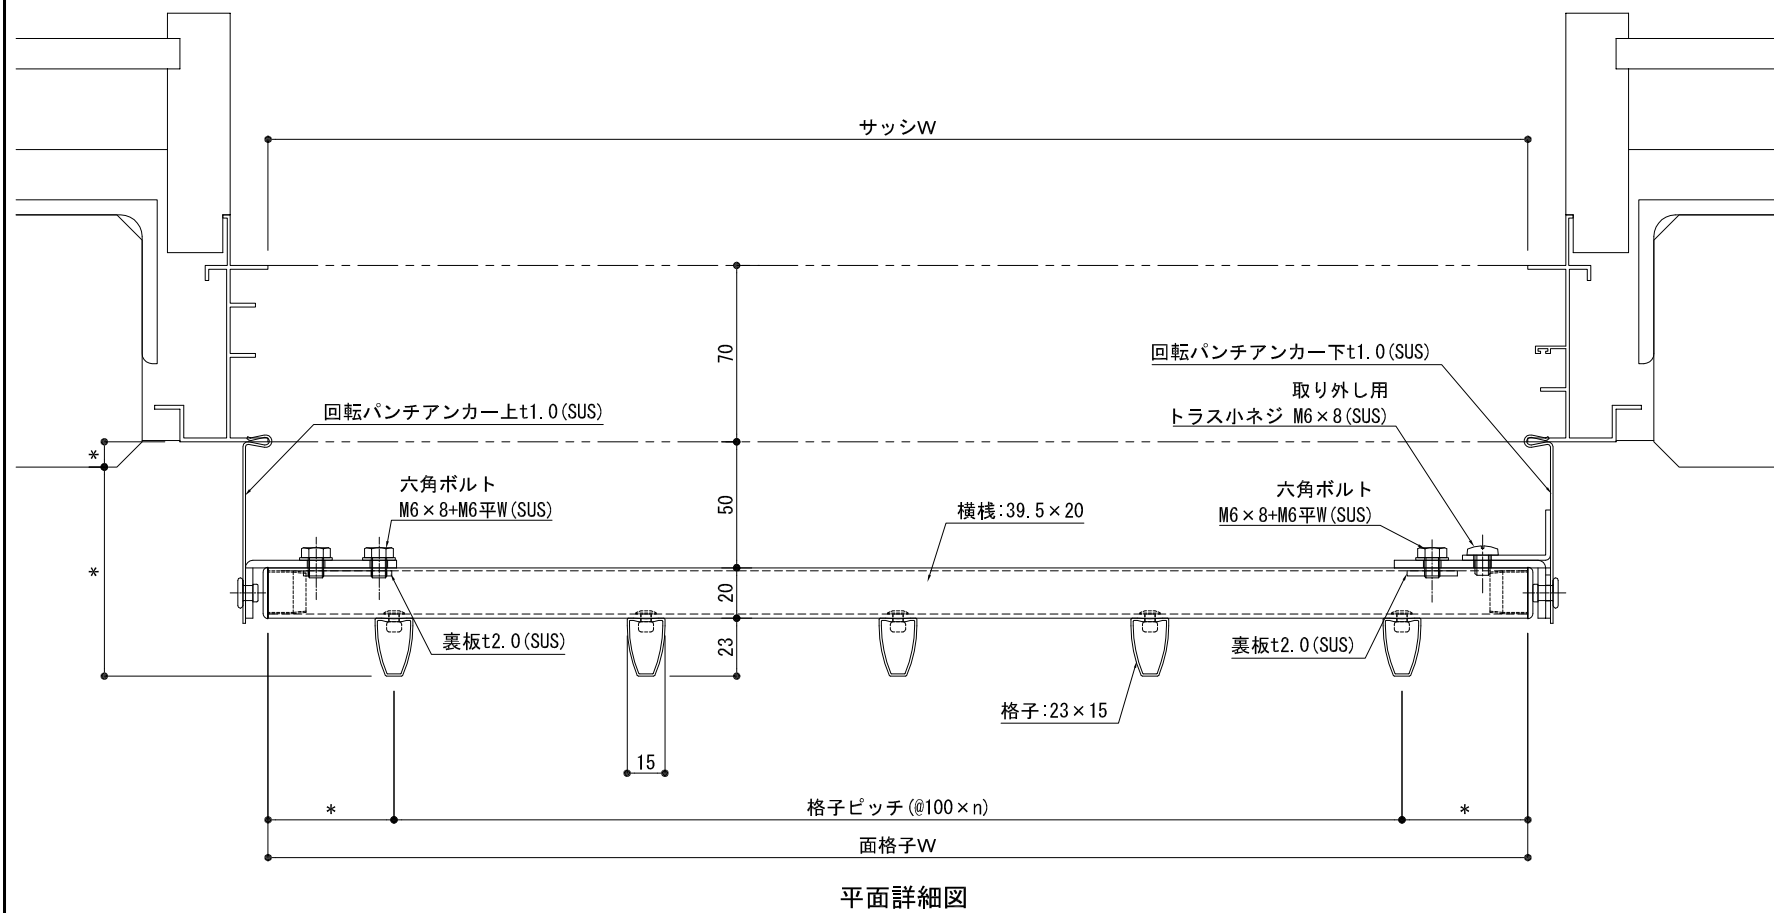 サッシW
70
回転パンチアンカー下t1.0(SUS)
取り外し用
トラス小ネジ M6×8(SUS)
回転パンチアンカー上t1.0(SUS)
*
六角ボルト
M6×8+M6平W(SUS)
50
横桟:39.5×20
六角ボルト
M6×8+M6平W(SUS)
*
20
裏板t2.0(SUS)
23
裏板t2.0(SUS)
格子:23×15
15
*
格子ピッチ(@100×n)
*
面格子W
平面詳細図